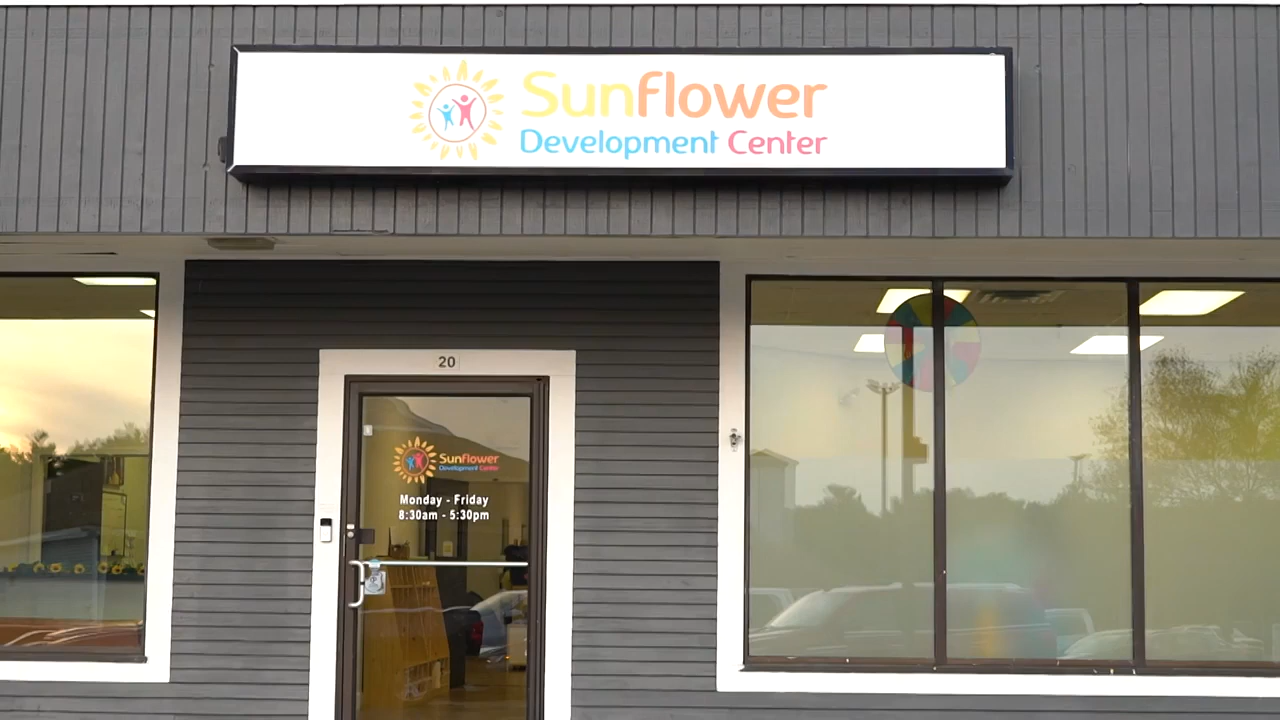 Sunflower
Development Center
20
Sunflower
Development Center
Monday - Friday
8:30am - 5:30pm